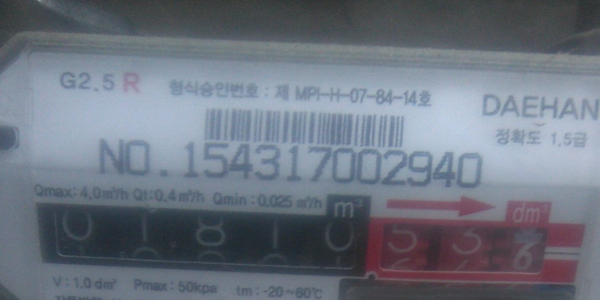 G2.5 R 형식승인번호 : 제 MPI-H-07-84-14호
DAEHAN
정확도 1.5급
NO.154317002940
Qmax:4.0㎥/h Qt:0.4㎥/h Qmin:0.025㎥/h m³ dm³
01810 53
V:1.0dm³ Pmax:50kpa tm:-20~60℃